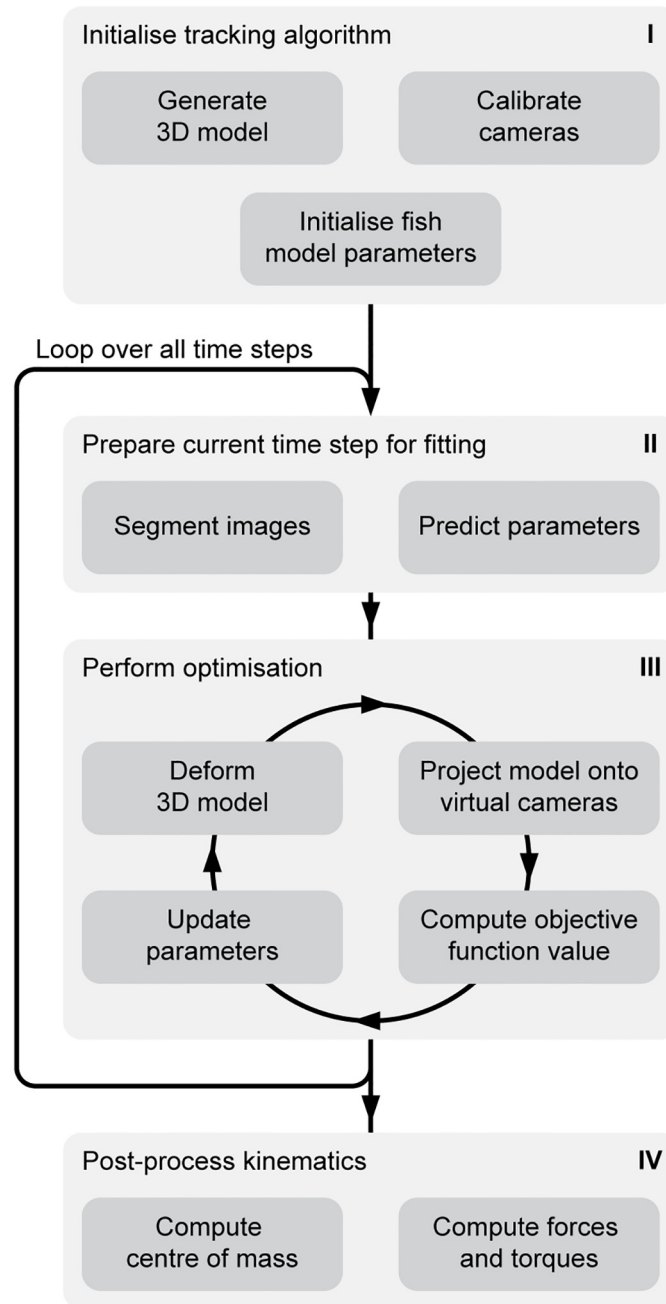 Initialise tracking algorithm I
Generate
3D model
Calibrate
cameras
Initialise fish
model parameters
Loop over all time steps
Prepare current time step for fitting II
Segment images
Predict parameters
Perform optimisation III
Deform
3D model
Project model onto
virtual cameras
Update
parameters
Compute objective
function value
Post-process kinematics IV
Compute
centre of mass
Compute forces
and torques